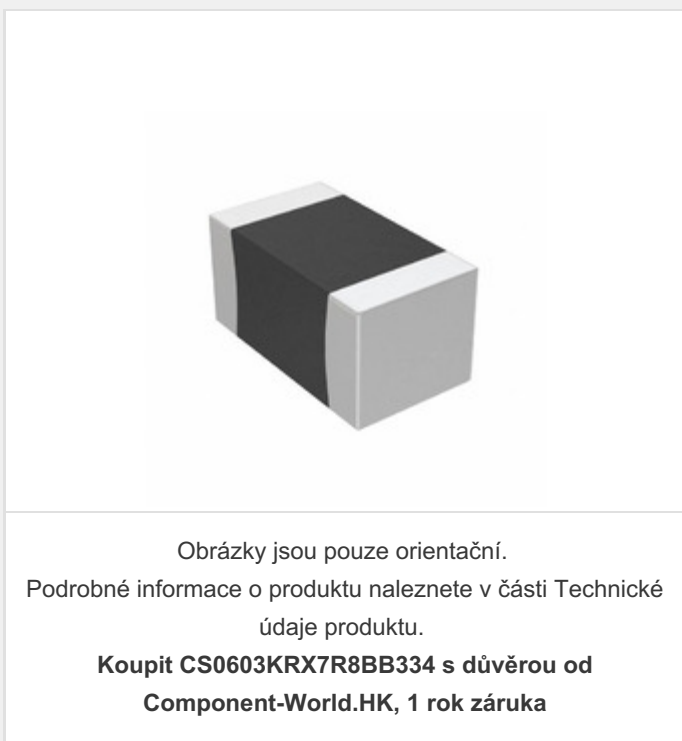 Obrázky jsou pouze orientační.
Podrobné informace o produktu naleznete v části Technické
údaje produktu.
Koupit CS0603KRX7R8BB334 s důvěrou od
Component-World.HK, 1 rok záruka